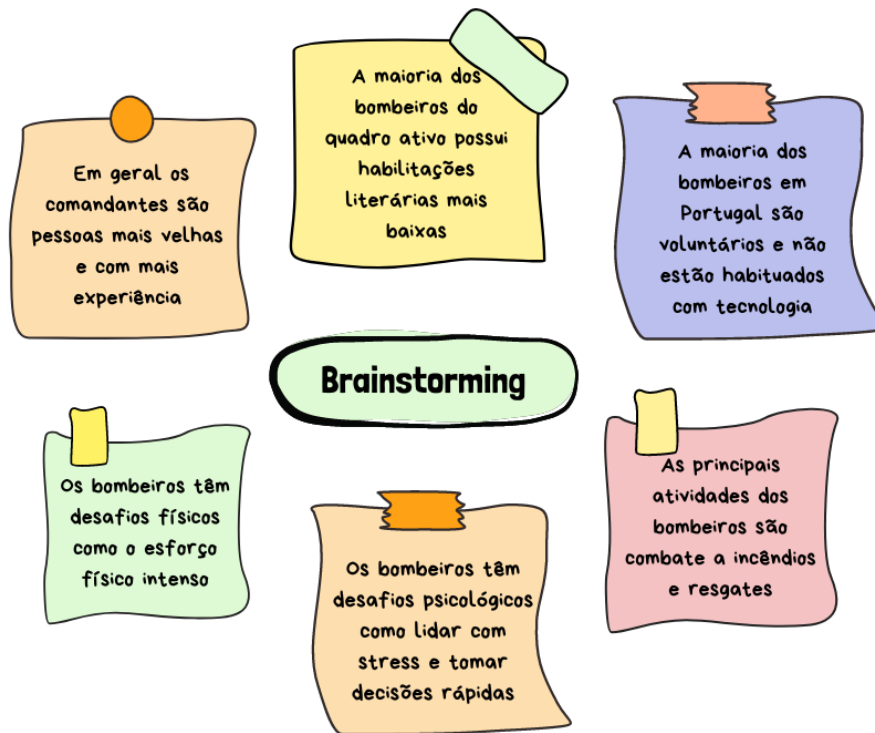 A maioria dos
bombeiros do
quadro ativo possui
habilitações
literárias mais
baixas
Em geral os
comandantes são
pessoas mais velhas
e com mais
experiência
A maioria dos
bombeiros em
Portugal são
voluntários e não
estão habituados
com tecnologia
Brainstorming
Os bombeiros têm
desafios físicos
como o esforço
físico intenso
Os bombeiros têm
desafios psicológicos
como lidar com
stress e tomar
decisões rápidas
As principais
atividades dos
bombeiros são
combate a incêndios
e resgates